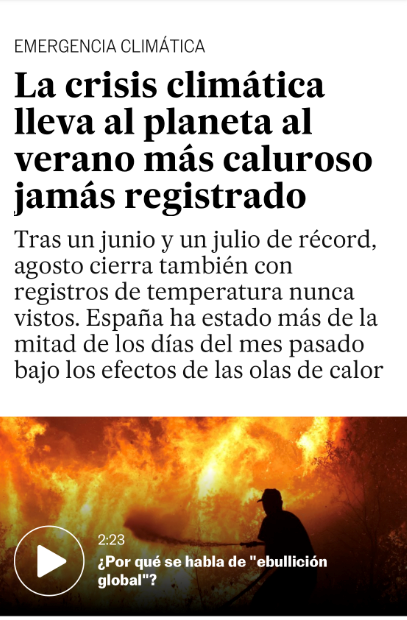 EMERGENCIA CLIMÁTICA
La crisis climática
lleva al planeta al
verano más caluroso
jamás registrado
Tras un junio y un julio de récord,
agosto cierra también con
registros de temperatura nunca
vistos. España ha estado más de la
mitad de los días del mes pasado
bajo los efectos de las olas de calor
2:23
¿Por qué se habla de "ebullición
global"?